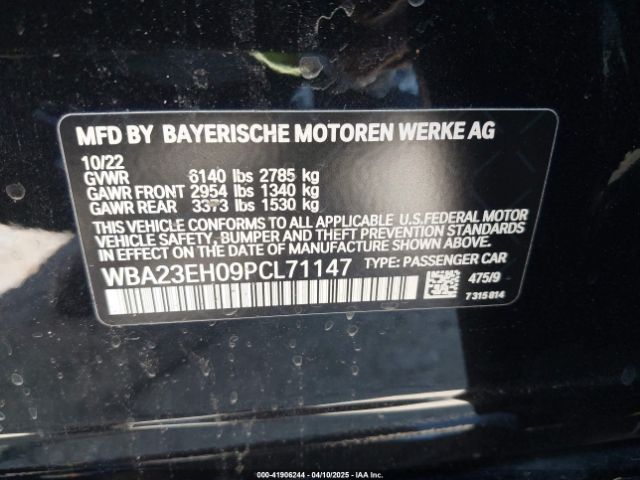 MFD BY BAYERISCHE MOTOREN WERKE AG
10/22
GVWR 6140 lbs 2785 kg
GAWR FRONT 2954 lbs 1340 kg
GAWR REAR 3373 lbs 1530 kg
THIS VEHICLE CONFORMS TO ALL APPLICABLE U.S.FEDERAL MOTOR
VEHICLE SAFETY, BUMPER AND THEFT PREVENTION STANDARDS
IN EFFECT ON THE DATE OF MANUFACTURE SHOWN ABOVE.
WBA23EH09PCL71147 TYPE: PASSENGER CAR
475/9
7315814
000-41906244 - 04/10/2025 - IAA Inc.